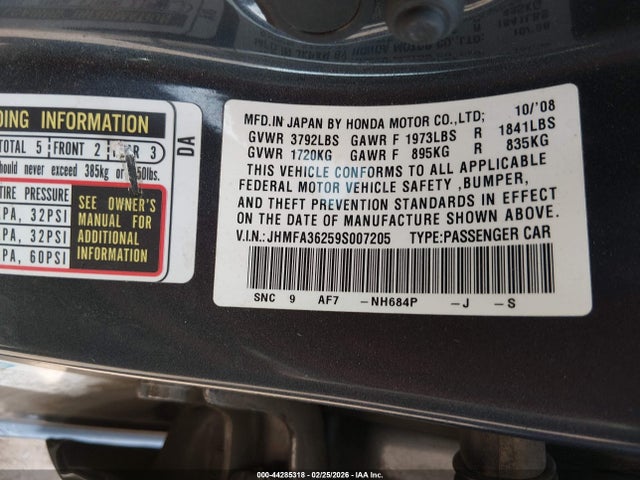 DING INFORMATION
TOTAL 5 FRONT 2 3
should never exceed 385kg or 50lbs.
TIRE PRESSURE
PA, 32PSI
PA, 32PSI
PA, 60PSI
SEE OWNER'S
MANUAL FOR
ADDITIONAL
INFORMATION
DA
MFD.IN JAPAN BY HONDA MOTOR CO.,LTD; 10/'08
GVWR 3792LBS GAWR F 1973LBS R 1841LBS
GVWR 1720KG GAWR F 895KG R 835KG
THIS VEHICLE CONFORMS TO ALL APPLICABLE
FEDERAL MOTOR VEHICLE SAFETY ,BUMPER,
AND THEFT PREVENTION STANDARDS IN EFFECT
ON THE DATE OF MANUFACTURE SHOWN ABOVE.
V.I.N.: JHMFA36259S007205 TYPE:PASSENGER CAR
SNC 9 AF7 -NH684P -J -S
000-44285318 - 02/25/2026 - IAA Inc.